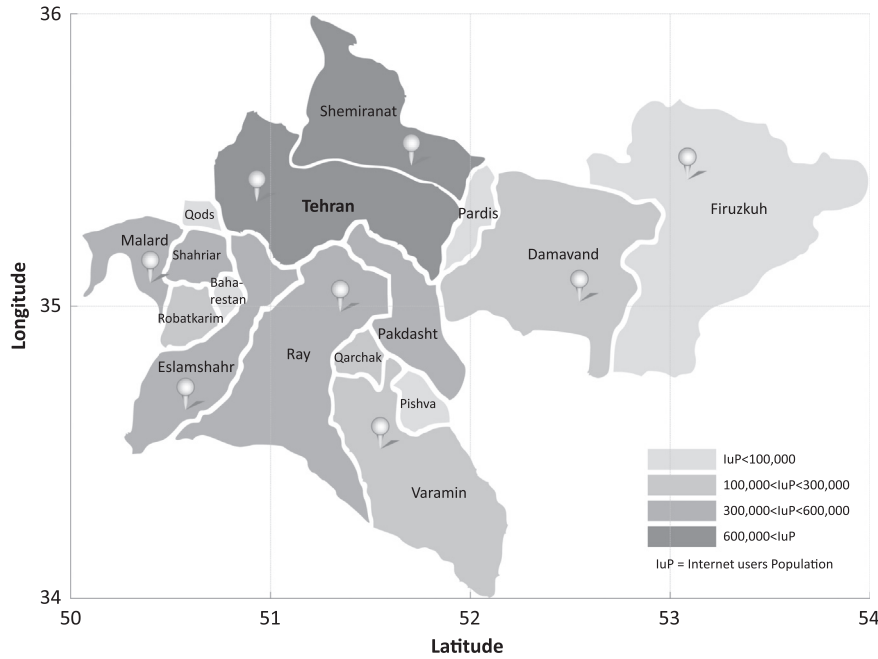 36
Shemiranat
Tehran
Qods
Pardis
Firuzkuh
Malard
Shahriar
Damavand
Baha-
restan
35
Robatkarim
Pakdasht
Ray
Qarchak
Eslamshahr
Pishva
Varamin
IuP<100,000
100,000<IuP<300,000
300,000<IuP<600,000
600,000<IuP
IuP = Internet users Population
34
50
51
52
53
54
Latitude
Longitude